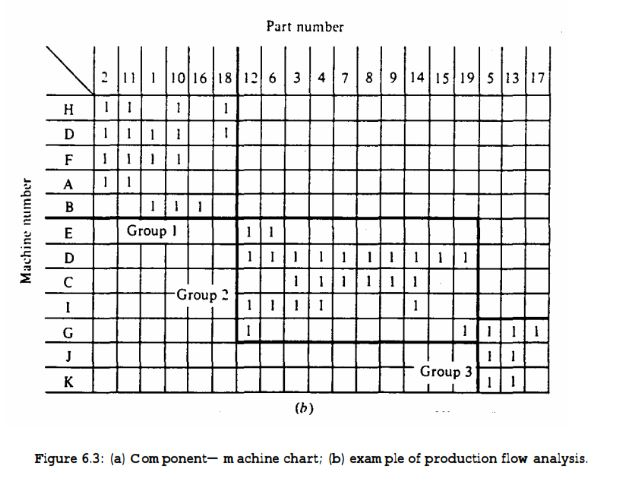 Part number
2 11 1 10 16 18 12 6 3 4 7 8 9 14 15 19 5 13 17
Machine number
H 1 1 1 1
D 1 1 1 1 1
F 1 1 1 1
A 1 1
B 1 1 1
E Group 1 1 1
D 1 1 1 1 1 1 1 1 1 1
C 1 1 1 1 1 1
Group 2
I 1 1 1 1 1
G 1 1 1 1 1
J 1 1
Group 3
K 1 1
(b)
Figure 6.3: (a) Component— machine chart; (b) example of production flow analysis.